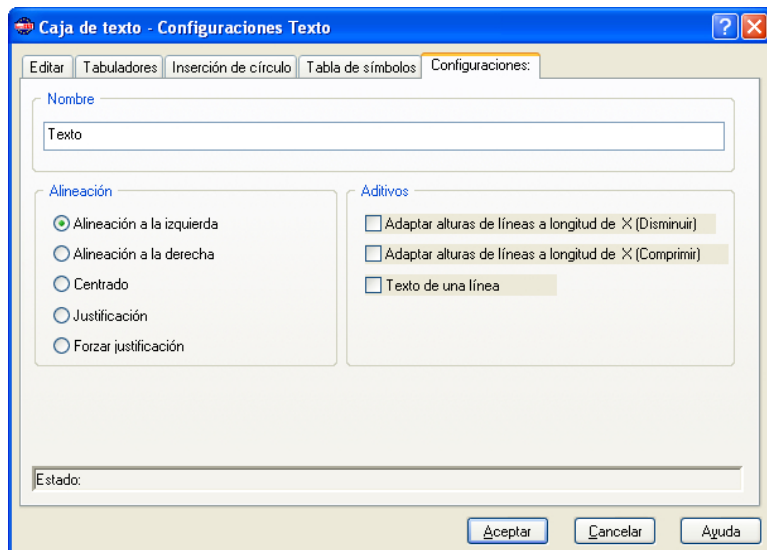 Caja de texto - Configuraciones Texto
Editar Tabuladores Inserción de círculo Tabla de símbolos Configuraciones:
Nombre
Texto
Alineación
Alineación a la izquierda
Alineación a la derecha
Centrado
Justificación
Forzar justificación
Aditivos
Adaptar alturas de líneas a longitud de X (Disminuir)
Adaptar alturas de líneas a longitud de X (Comprimir)
Texto de una línea
Estado:
Aceptar Cancelar Ayuda